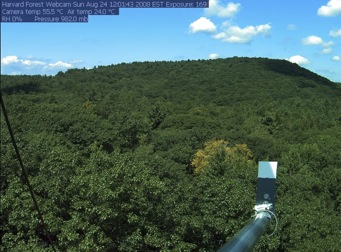 Harvard Forest Webcam Sun Aug 24 12:01:43 2008 EST Exposure: 169
Camera temp 55.5 °C Air temp 24.0 °C
RH 0% Pressure 982.0 mb